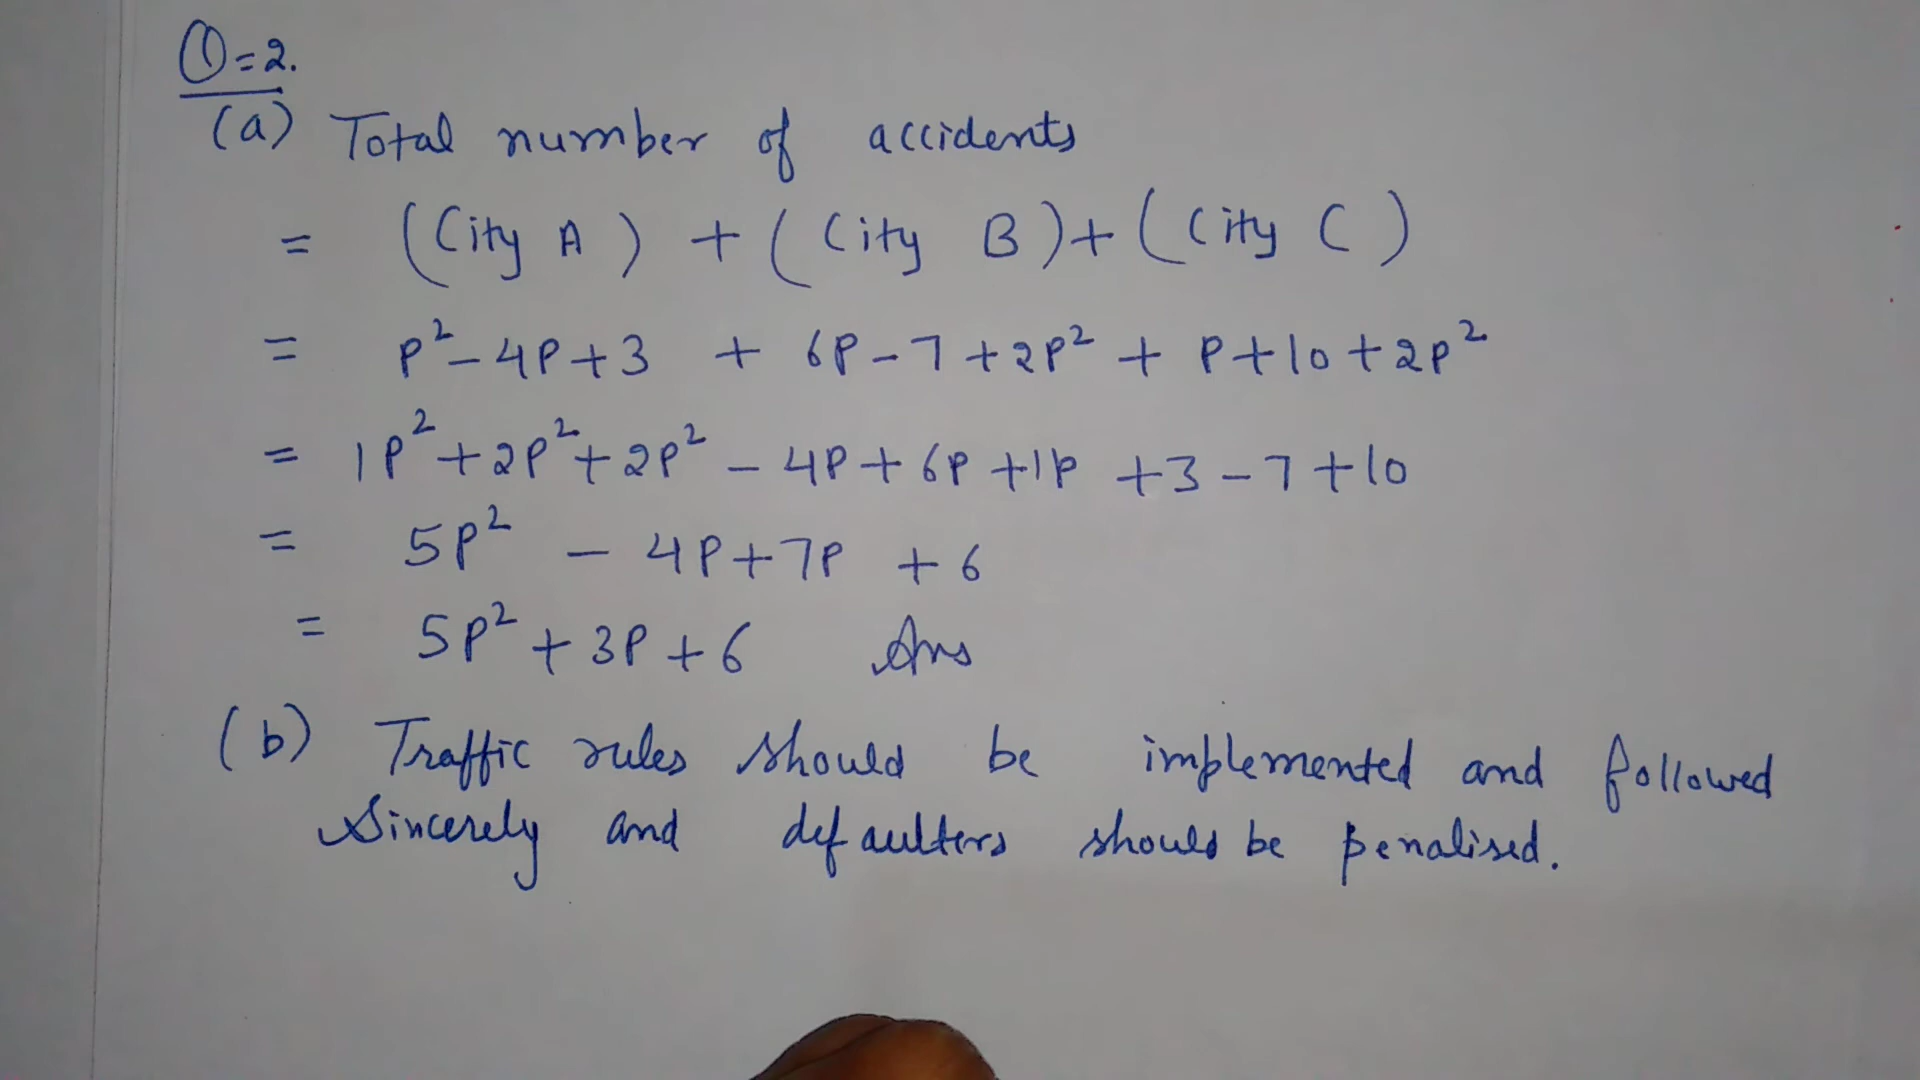 Q=2.
(a) Total number of accidents
= (City A) + (City B) + (City C)
= p²-4p+3 + 6p-7+2p² + p+10+2p²
= 1p²+2p²+2p² - 4p+6p+1p +3-7+10
= 5p² - 4p+7p +6
= 5p²+3p+6 Ans
(b) Traffic rules should be implemented and followed
Sincerely and defaulters should be penalised.